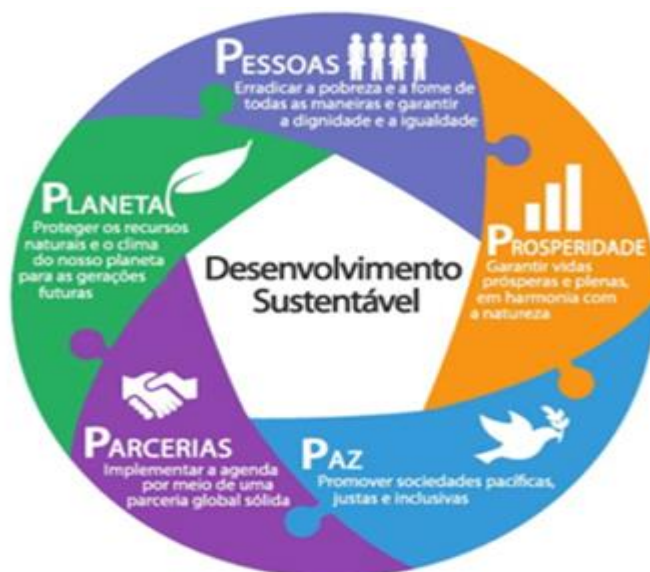 PESSOAS
Erradicar a pobreza e a fome de
todas as maneiras e garantir
a dignidade e a igualdade
PROSPERIDADE
Garantir vidas
prósperas e plenas,
em harmonia com
a natureza
PAZ
Promover sociedades pacíficas,
justas e inclusivas
PARCERIAS
Implementar a agenda
por meio de uma
parceria global sólida
PLANETA
Proteger os recursos
naturais e o clima
do nosso planeta
para as gerações
futuras
Desenvolvimento
Sustentável